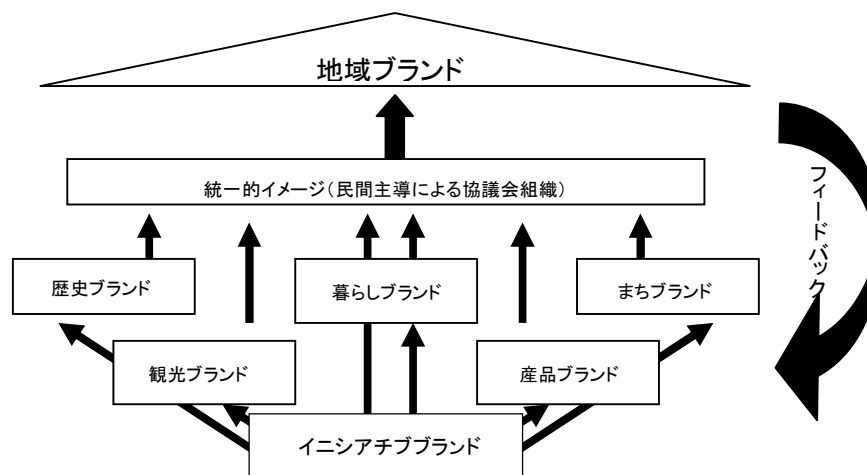 地域ブランド
統一的イメージ（民間主導による協議会組織）
フィードバック
歴史ブランド
暮らしブランド
まちブランド
観光ブランド
産品ブランド
イニシアチブブランド